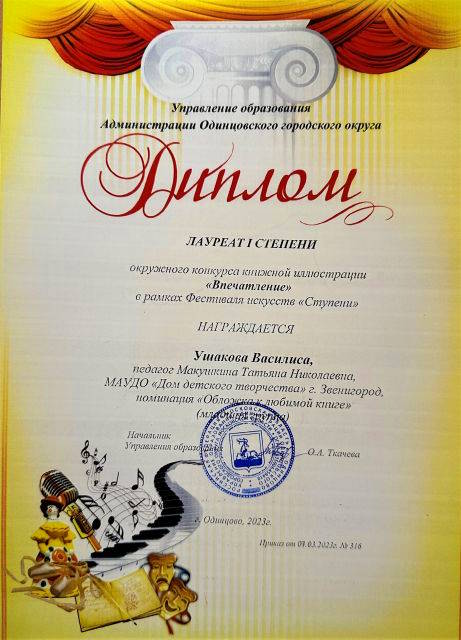 Управление образования
Администрации Одинцовского городского округа
Диплом
ЛАУРЕАТ I СТЕПЕНИ
окружного конкурса книжной иллюстрации
«Впечатление»
в рамках Фестиваля искусств «Ступени»
НАГРАЖДАЕТСЯ
Ушакова Василиса,
педагог Макушкина Татьяна Николаевна,
МАУДО «Дом детского творчества» г. Звенигород,
номинация «Обложка к любимой книге»
(младшая группа)
Начальник
Управления образования
О.А. Ткачева
г. Одинцово, 2023г.
Приказ от 09.03.2023г. № 316